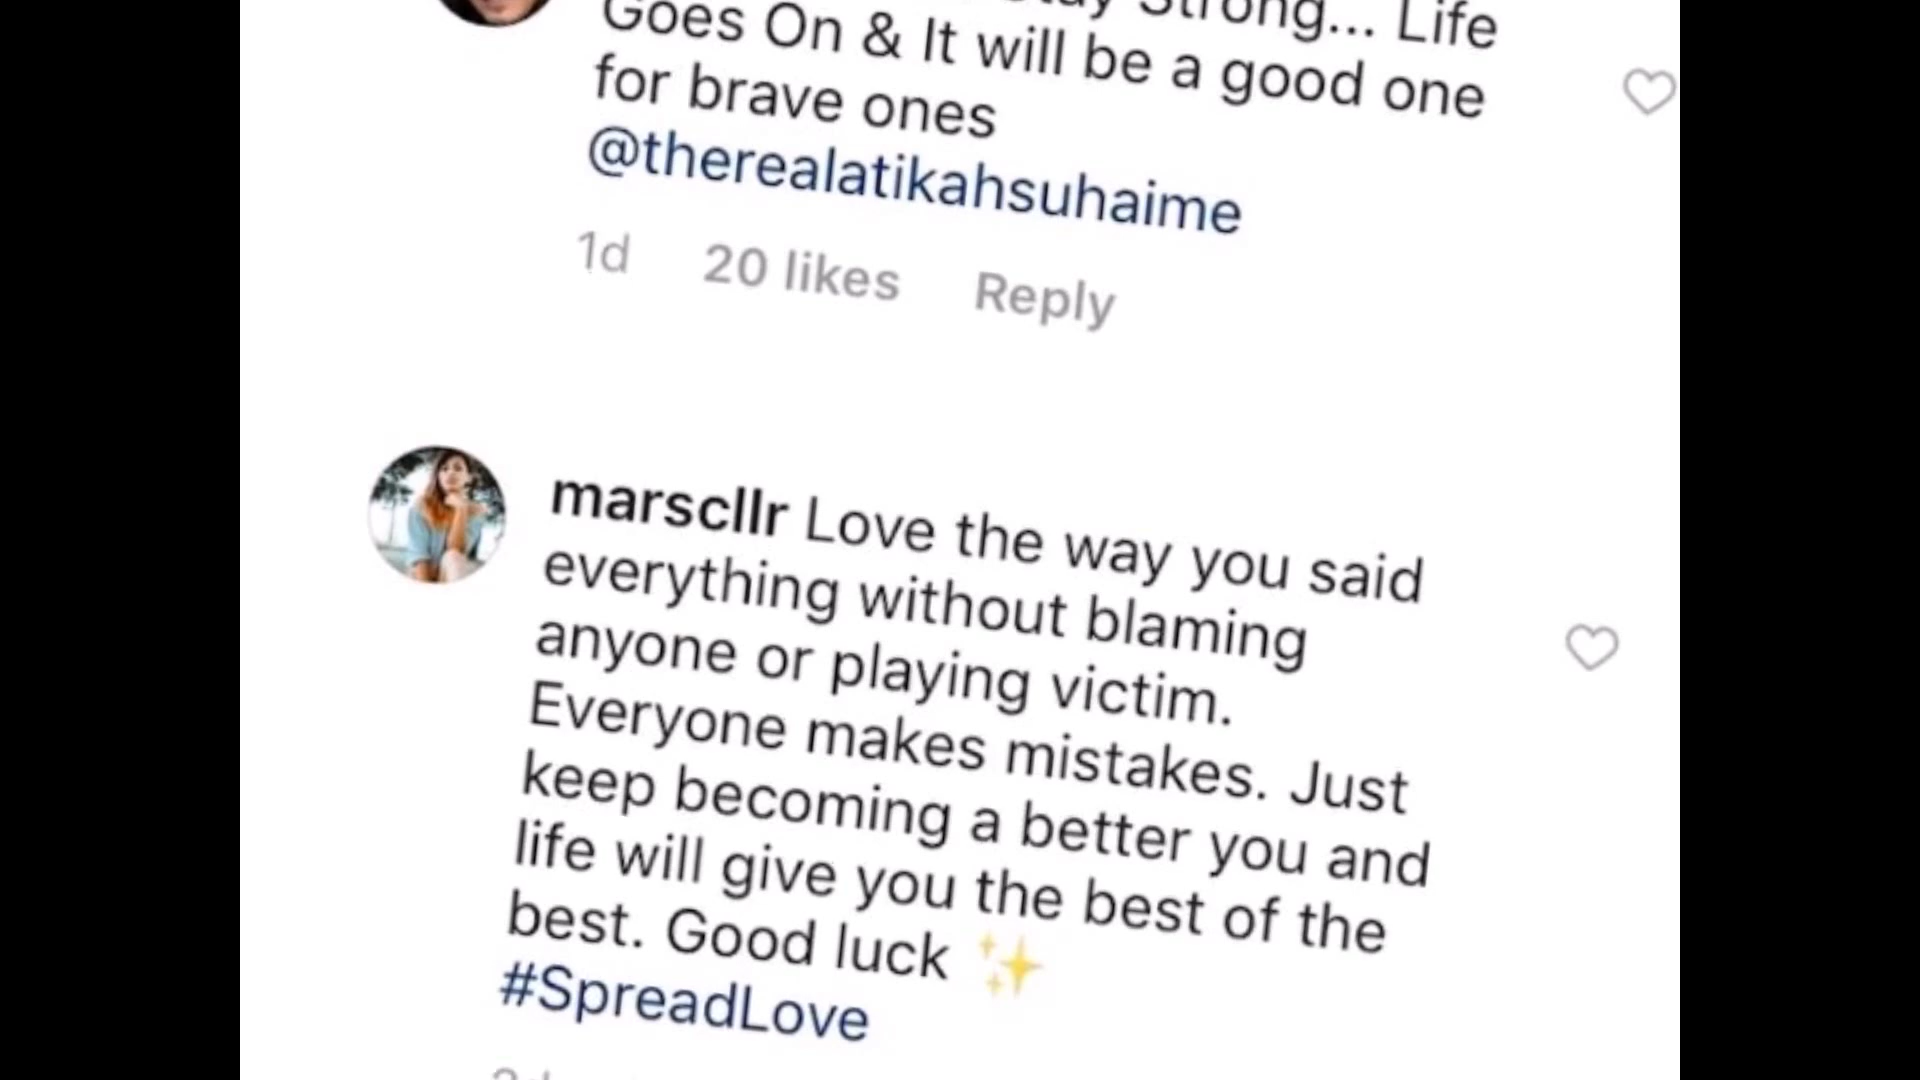 Strong... Life
Goes On & It will be a good one
for brave ones
@therealatikahsuhaime
1d 20 likes Reply
marscllr Love the way you said
everything without blaming
anyone or playing victim.
Everyone makes mistakes. Just
keep becoming a better you and
life will give you the best of the
best. Good luck ✨
#SpreadLove